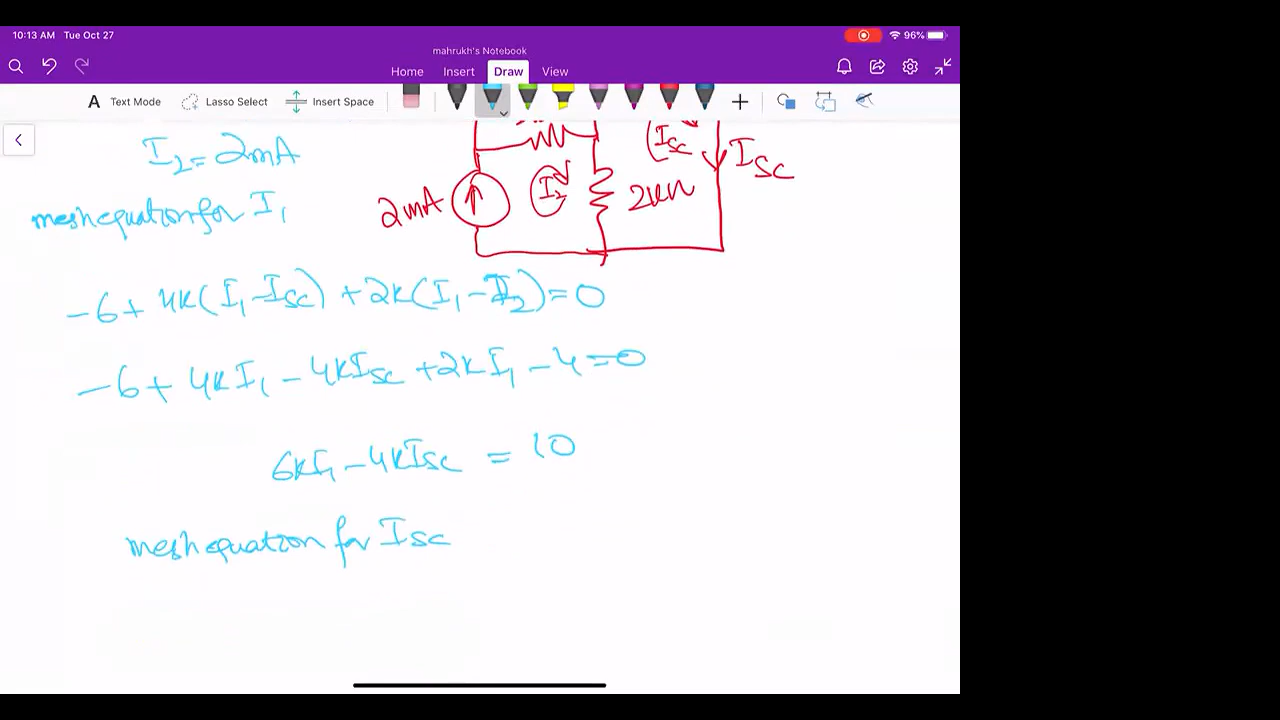 10:13 AM Tue Oct 27
96%
mahrukh's Notebook
Home Insert Draw View
Text Mode Lasso Select Insert Space
I₂ = 2mA
mesh equation for I₁
2mA
I₂
2kΩ
Isc
Isc
-6 + 4k(I₁ - Isc) + 2k(I₁ - I₂) = 0
-6 + 4kI₁ - 4kIsc + 2kI₁ - 4 = 0
6kI₁ - 4kIsc = 10
mesh equation for Isc